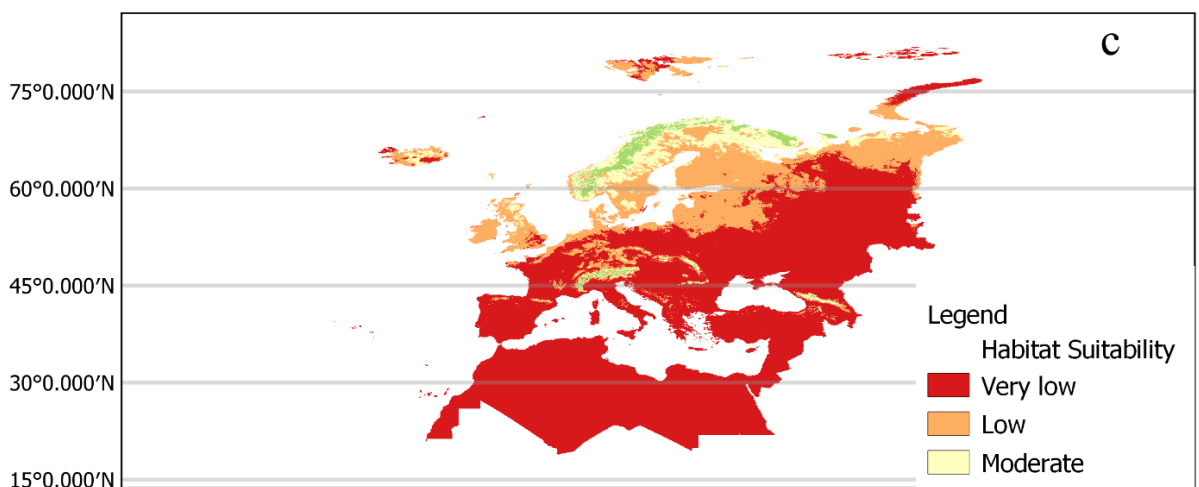 c
75°0.000'N
60°0.000'N
45°0.000'N
30°0.000'N
15°0.000'N
Legend
Habitat Suitability
Very low
Low
Moderate